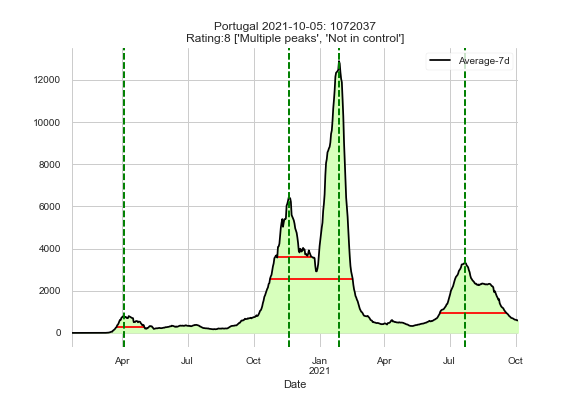 Portugal 2021-10-05: 1072037
Rating:8 ['Multiple peaks', 'Not in control']
Average-7d
12000
10000
8000
6000
4000
2000
0
Apr Jul Oct Jan Apr Jul Oct
2021
Date